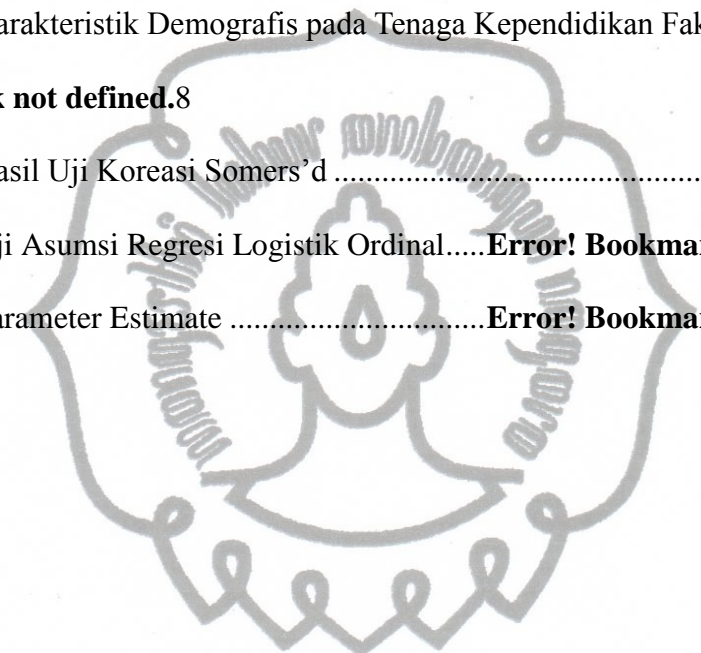 arakteristik Demografis pada Tenaga Kependidikan Fak
k not defined.8
asil Uji Koreasi Somers’d ..............................................
ji Asumsi Regresi Logistik Ordinal.....Error! Bookmar
arameter Estimate ................................Error! Bookmar